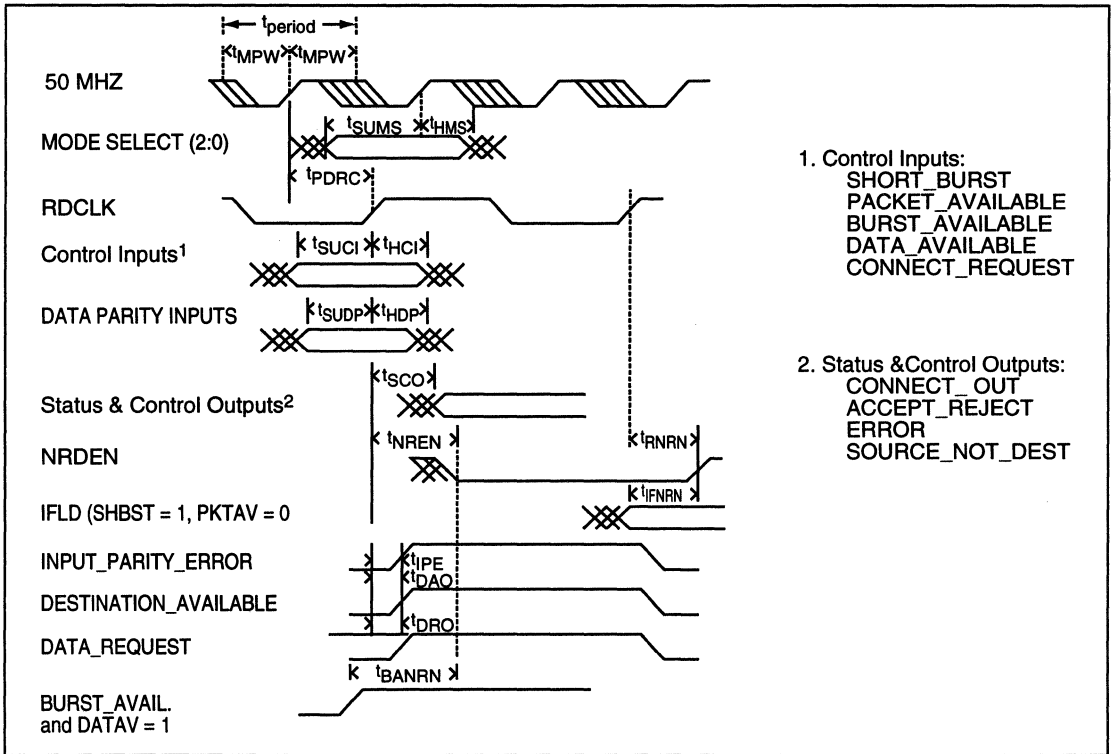 tperiod
tMPW tMPW
50 MHZ
tSUMS tHMS
MODE SELECT (2:0)
tPDRC
RDCLK
tSUCI tHCI
Control Inputs1
tSUDP tHDP
DATA PARITY INPUTS
tSCO
Status & Control Outputs2
tNREN tRNRN
NRDEN
tIFNRN
IFLD (SHBST = 1, PKTAV = 0
INPUT_PARITY_ERROR tIPE
tDAO
DESTINATION_AVAILABLE
tDRO
DATA_REQUEST
tBANRN
BURST_AVAIL.
and DATAV = 1
1. Control Inputs:
SHORT_BURST
PACKET_AVAILABLE
BURST_AVAILABLE
DATA_AVAILABLE
CONNECT_REQUEST
2. Status &Control Outputs:
CONNECT_OUT
ACCEPT_REJECT
ERROR
SOURCE_NOT_DEST